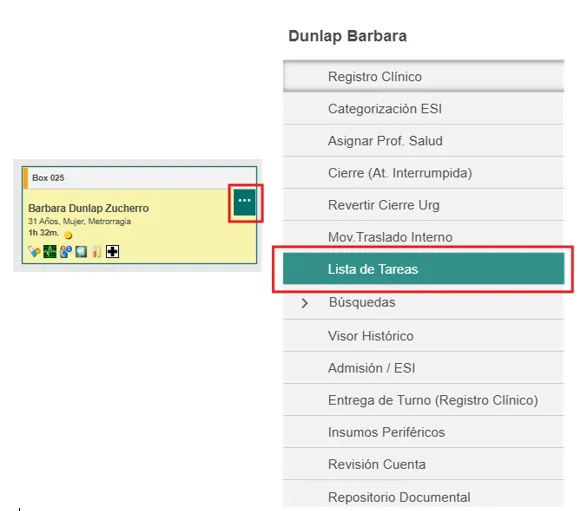 Box 025
...
Barbara Dunlap Zucherro
31 Años, Mujer, Metrorragia
1h 32m.
Dunlap Barbara
Registro Clínico
Categorización ESI
Asignar Prof. Salud
Cierre (At. Interrumpida)
Revertir Cierre Urg
Mov.Traslado Interno
Lista de Tareas
Búsquedas
Visor Histórico
Admisión / ESI
Entrega de Turno (Registro Clínico)
Insumos Periféricos
Revisión Cuenta
Repositorio Documental